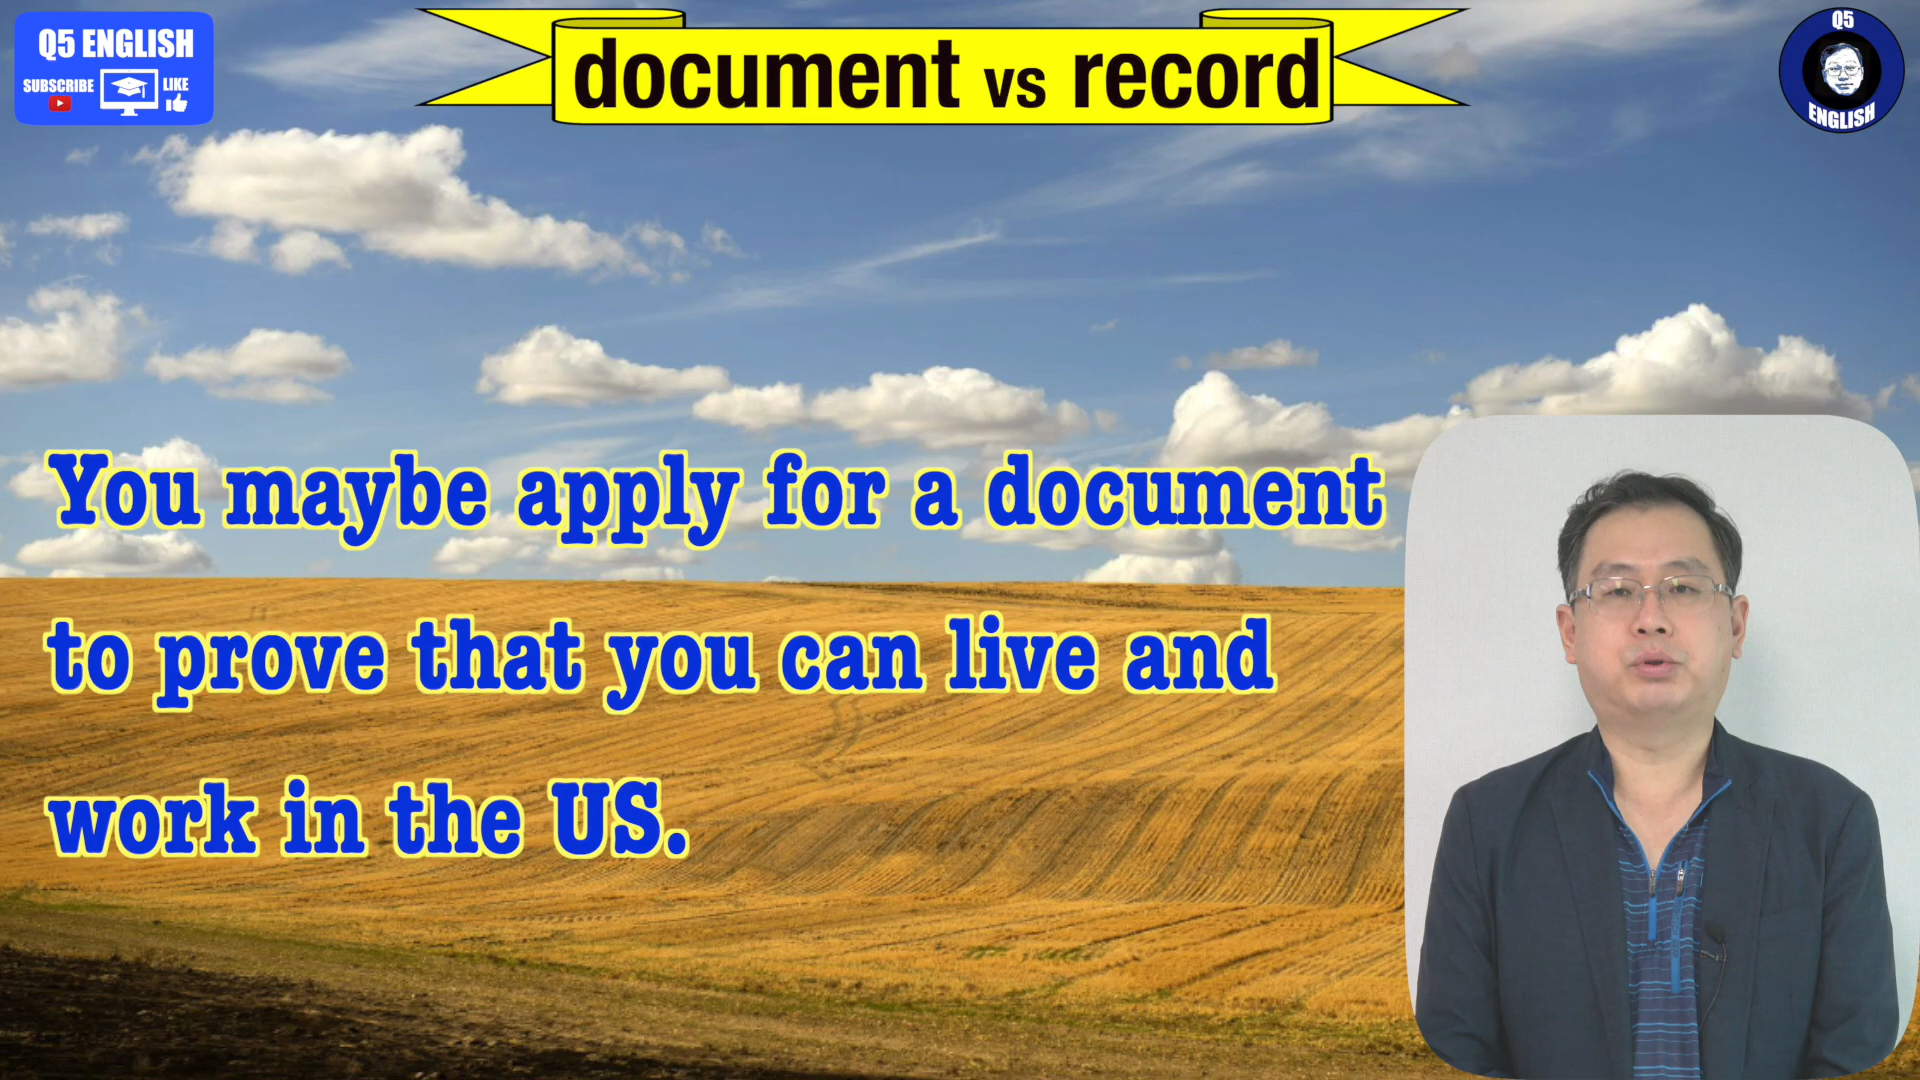 Q5 ENGLISH
SUBSCRIBE
LIKE
document vs record
Q5
ENGLISH
You maybe apply for a document
to prove that you can live and
work in the US.